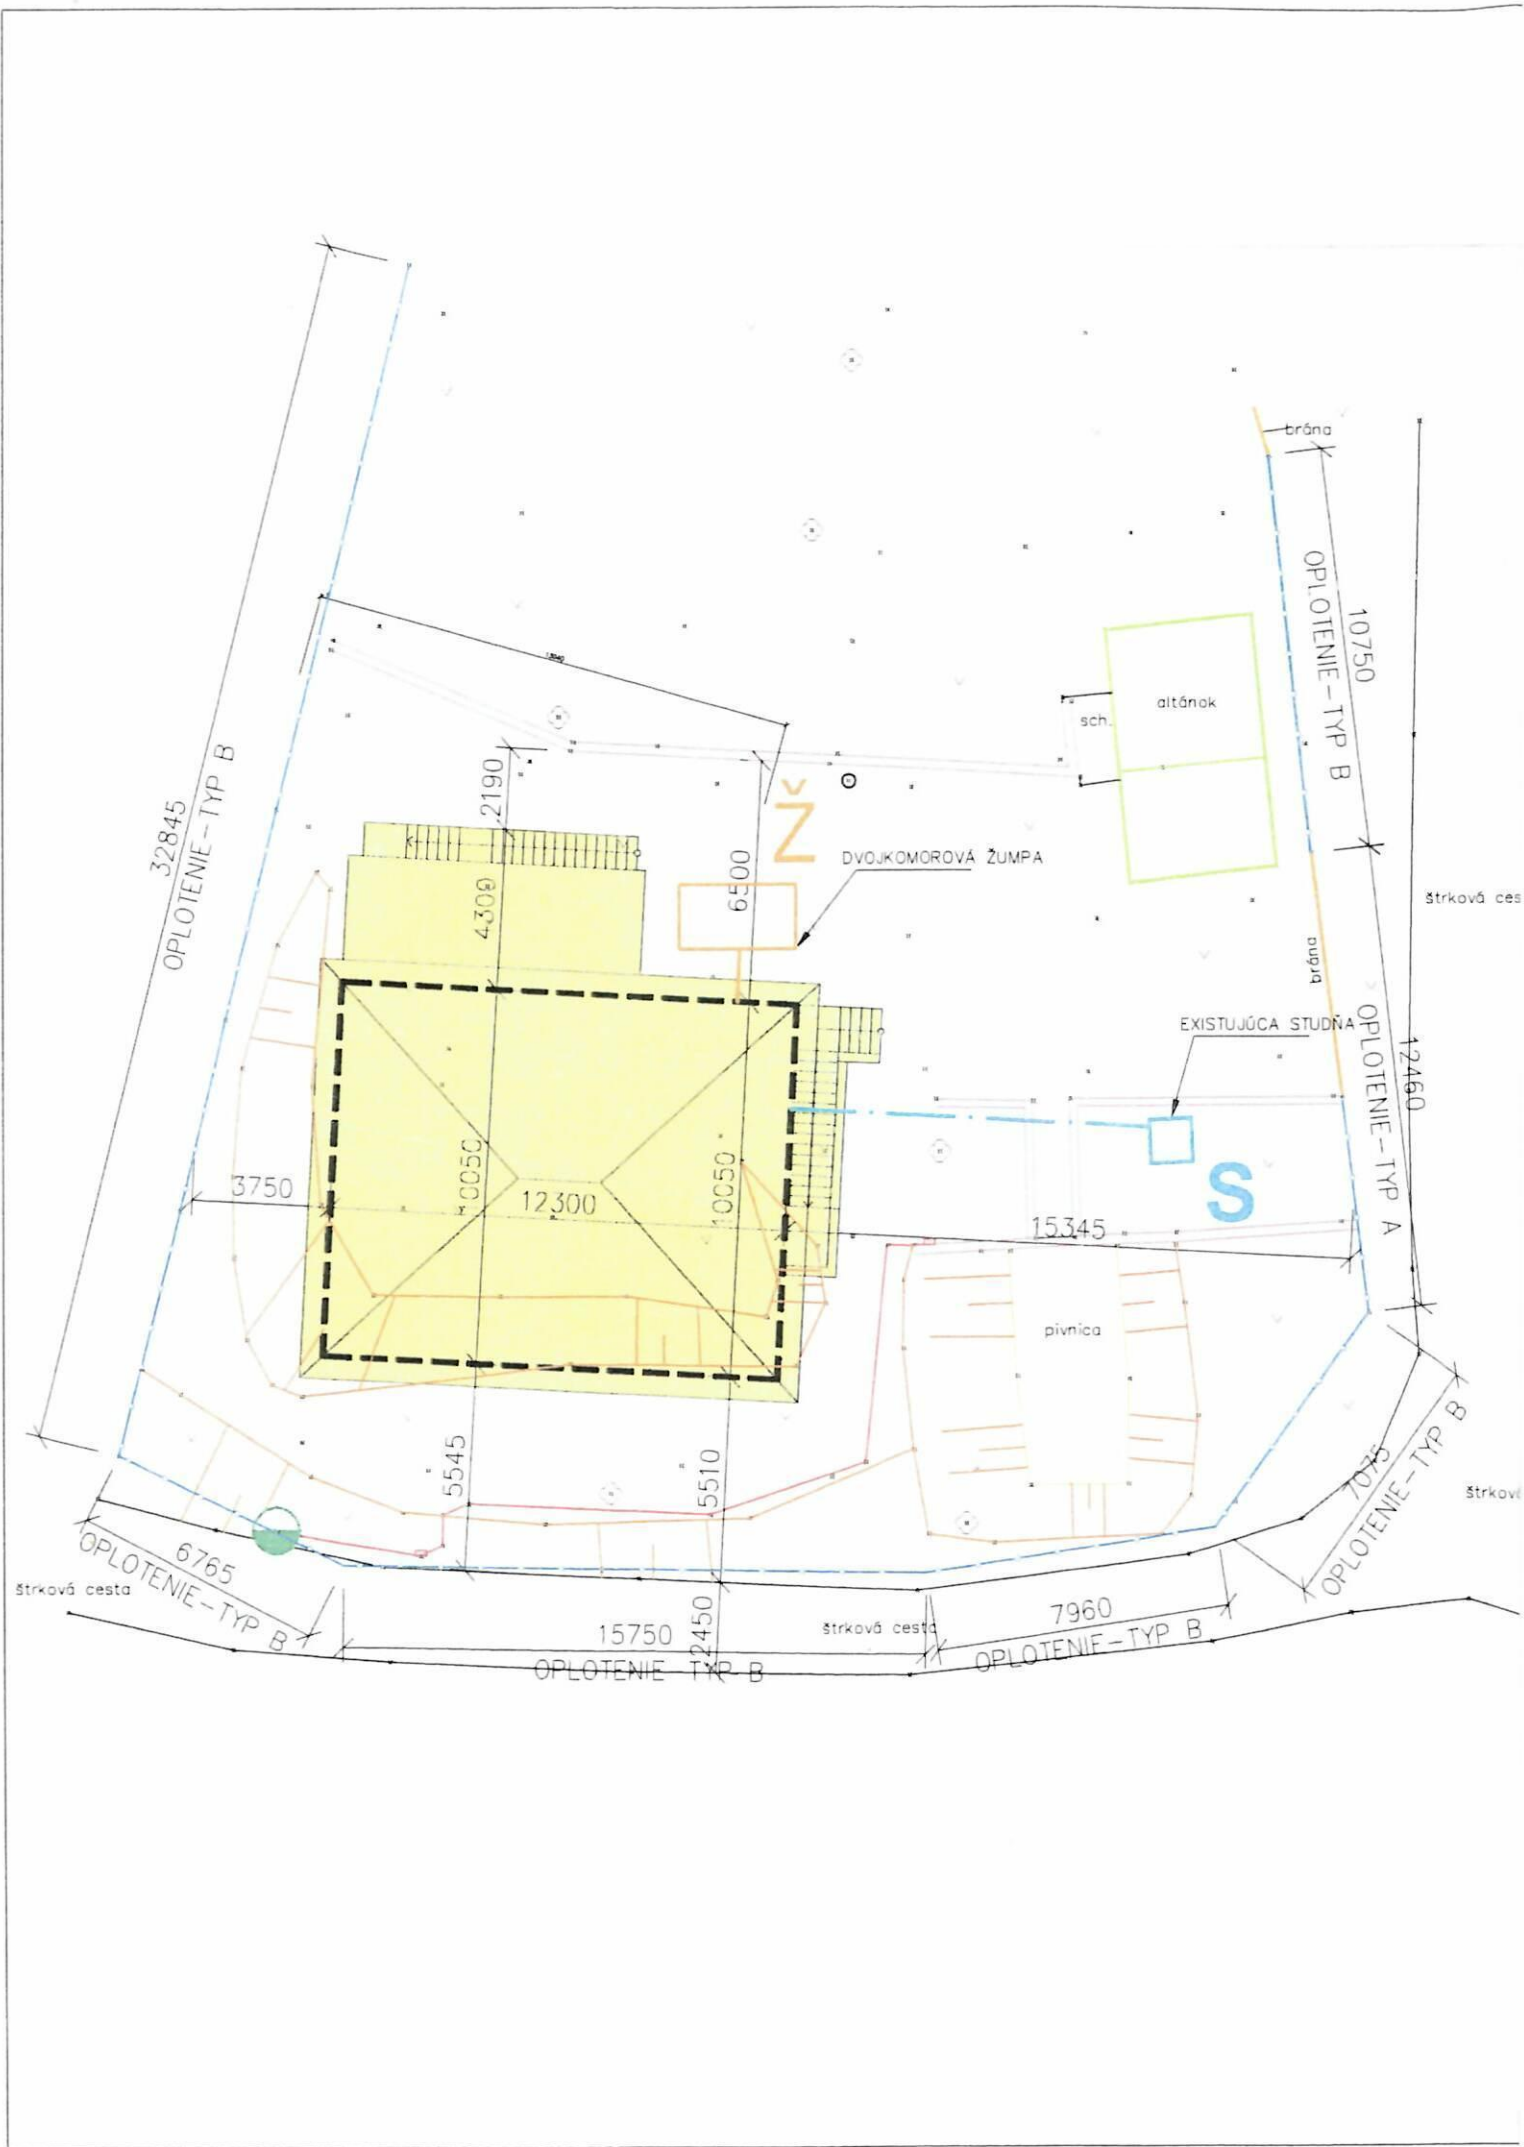 brána
OPLOTENIE-TYP B
10750
32845
OPLOTENIE-TYP B
altánok
sch.
2190
Ž
6500
DVOJKOMOROVÁ ŽUMPA
4300
štrková ces
brána
EXISTUJÚCA STUDŇA
OPLOTENIE-TYP A
12460
S
3750
10050
12300
10050
15345
pivnica
5545
5510
7075
OPLOTENIE-TYP B
štrkov
6765
OPLOTENIE-TYP B
štrková cesta
15750
OPLOTENIE-TYP B
2450
štrková cesta
7960
OPLOTENIE-TYP B